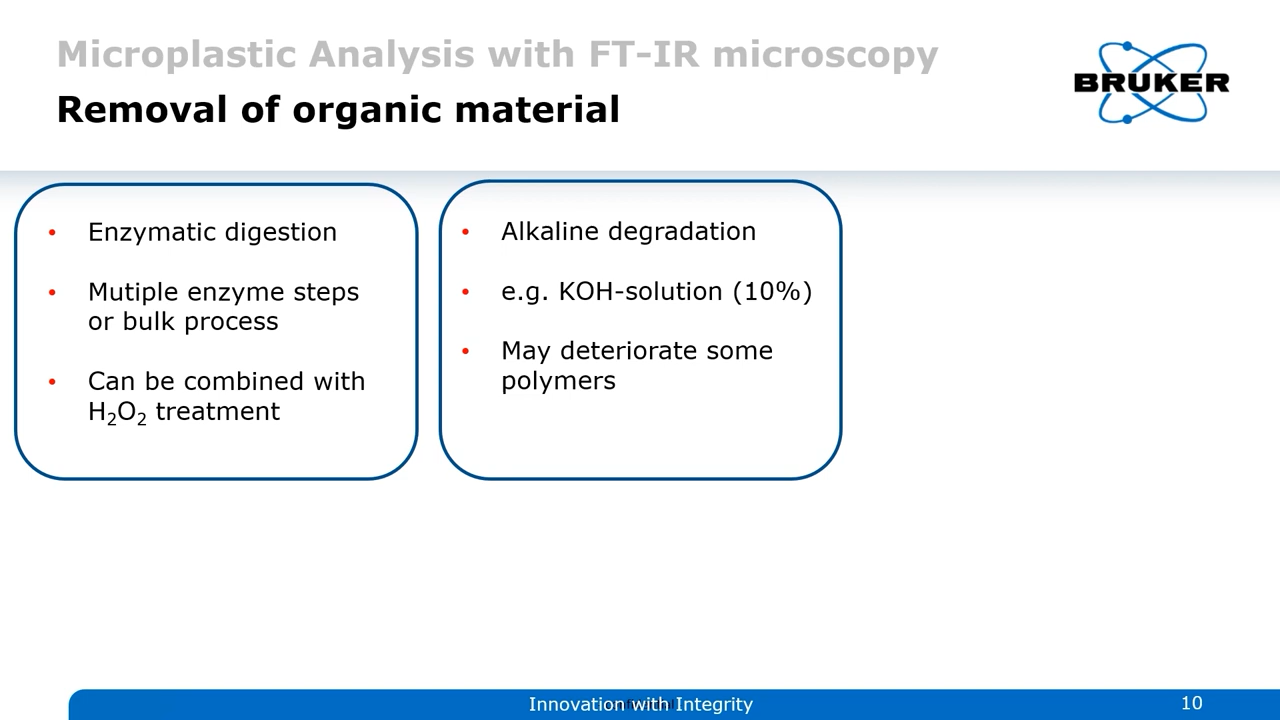 Microplastic Analysis with FT-IR microscopy
Removal of organic material
BRUKER
• Enzymatic digestion
• Mutiple enzyme steps
or bulk process
• Can be combined with
H₂O₂ treatment
• Alkaline degradation
• e.g. KOH-solution (10%)
• May deteriorate some
polymers
Innovation with Integrity
10